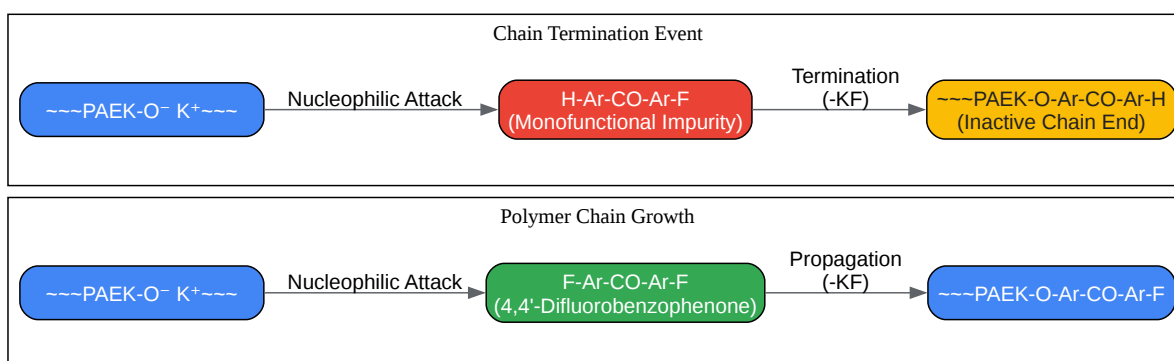 Chain Termination Event
~~~PAEK-O⁻ K⁺~~~
Nucleophilic Attack
H-Ar-CO-Ar-F
(Monofunctional Impurity)
Termination
(-KF)
~~~PAEK-O-Ar-CO-Ar-H
(Inactive Chain End)
Polymer Chain Growth
~~~PAEK-O⁻ K⁺~~~
Nucleophilic Attack
F-Ar-CO-Ar-F
(4,4'-Difluorobenzophenone)
Propagation
(-KF)
~~~PAEK-O-Ar-CO-Ar-F